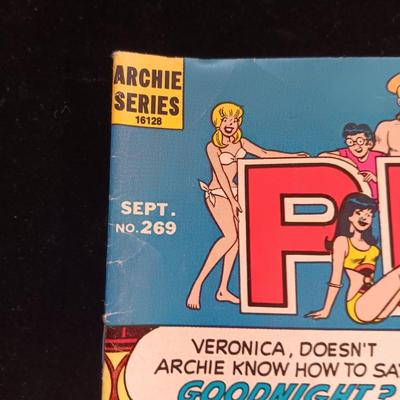 ARCHIE
SERIES
16128
SEPT.
NO. 269
P
VERONICA, DOESN'T
ARCHIE KNOW HOW TO SAY
GOODNIGHT?